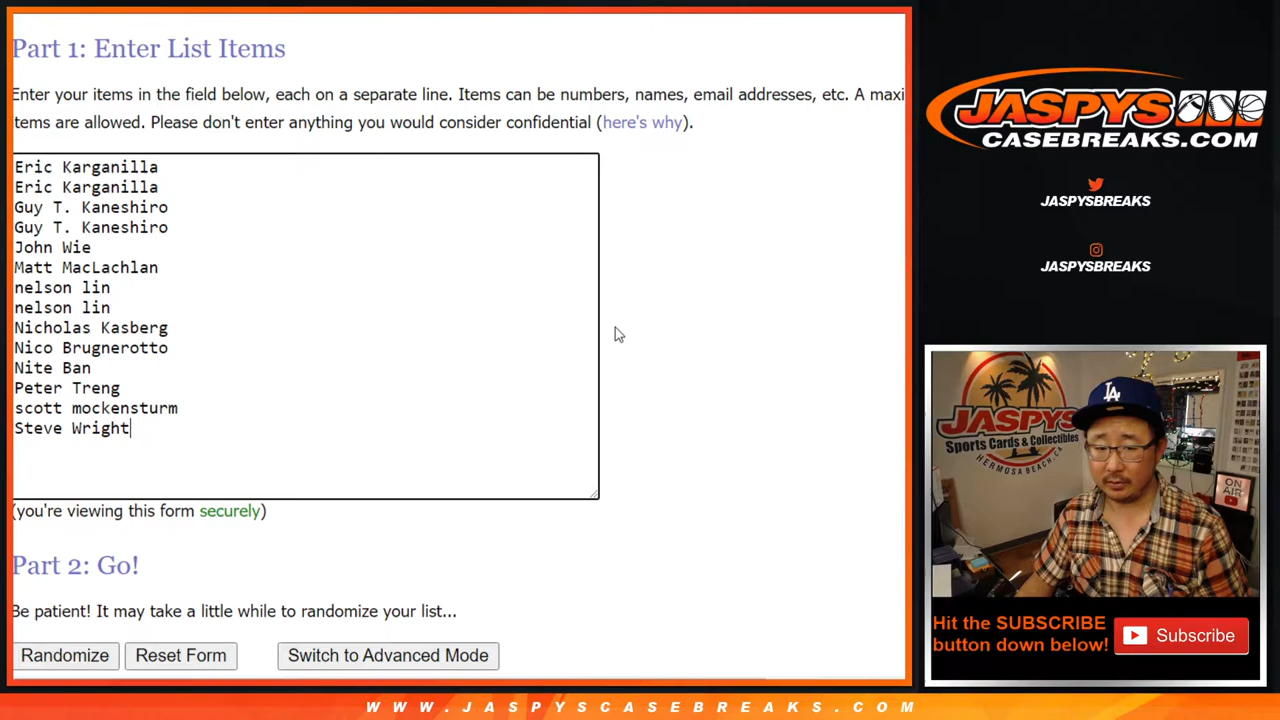 Part 1: Enter List Items
Enter your items in the field below, each on a separate line. Items can be numbers, names, email addresses, etc. A maxi
items are allowed. Please don't enter anything you would consider confidential (here's why).
Eric Karganilla
Eric Karganilla
Guy T. Kaneshiro
Guy T. Kaneshiro
John Wie
Matt MacLachlan
nelson lin
nelson lin
Nicholas Kasberg
Nico Brugnerotto
Nite Ban
Peter Treng
scott mockensturm
Steve Wright
(you're viewing this form securely)
Part 2: Go!
Be patient! It may take a little while to randomize your list...
Randomize
Reset Form
Switch to Advanced Mode
JASPYS
CASEBREAKS.COM
JASPYSBREAKS
JASPYSBREAKS
JASPYS
Sports Cards & Collectibles
HERMOSA BEACH, CA
LA
ON
AIR
Hit the SUBSCRIBE
button down below!
Subscribe
WWW.JASPYSCASEBREAKS.COM